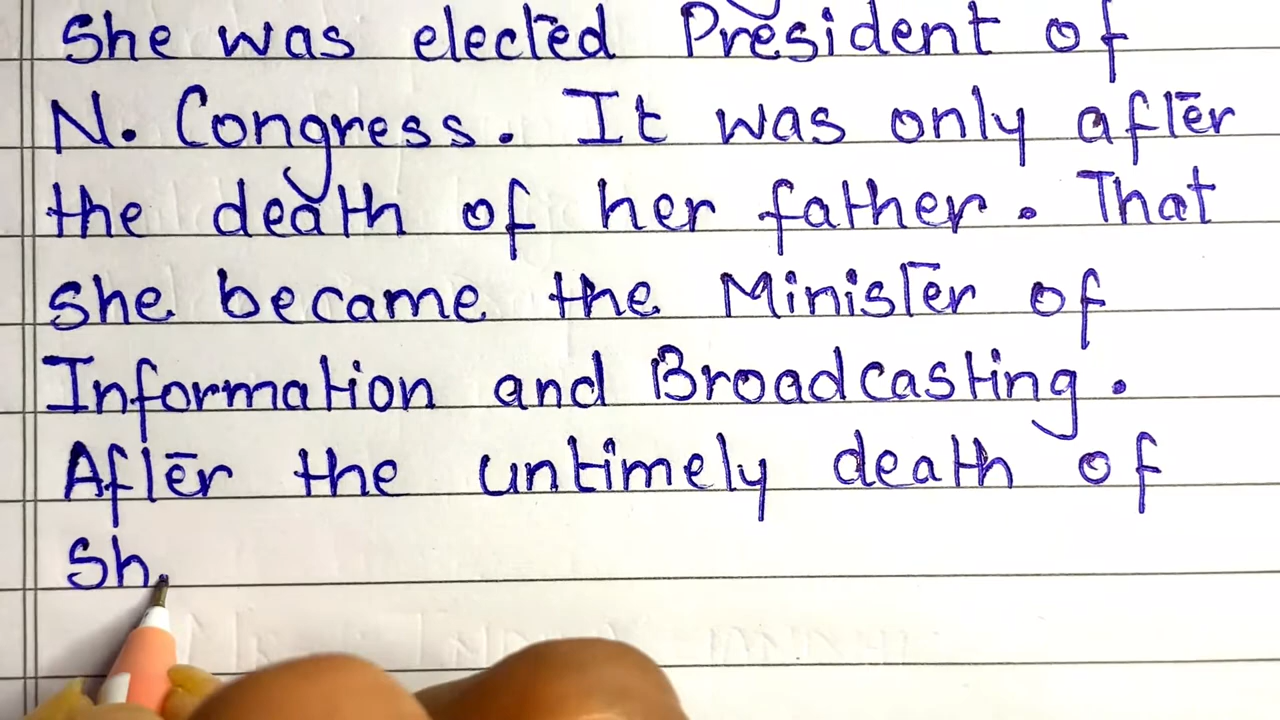 She was elected President of
N. Congress. It was only after
the death of her father. That
she became the Minister of
Information and Broadcasting.
After the untimely death of
Sh.